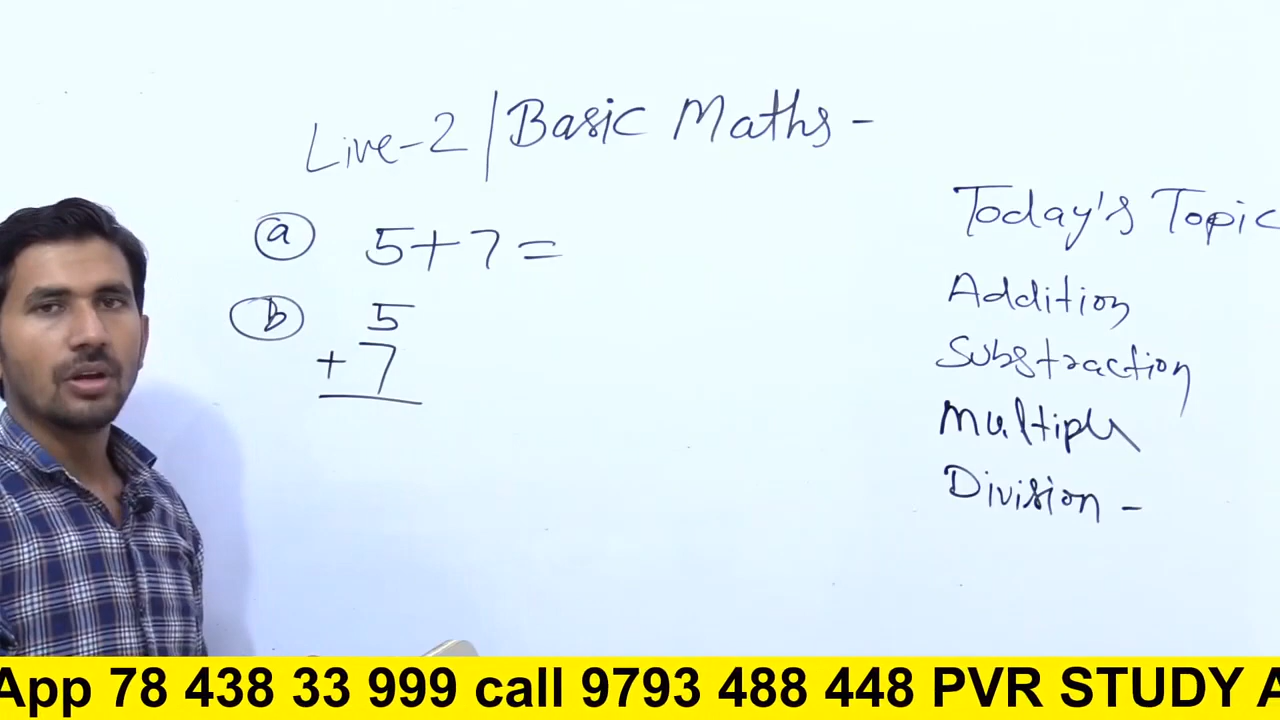 Live-2 | Basic Maths -
a 5+7=
b 5
+ 7
Today's Topic
Addition
Substraction
Multiply
Division -
App 78 438 33 999 call 9793 488 448 PVR STUDY A